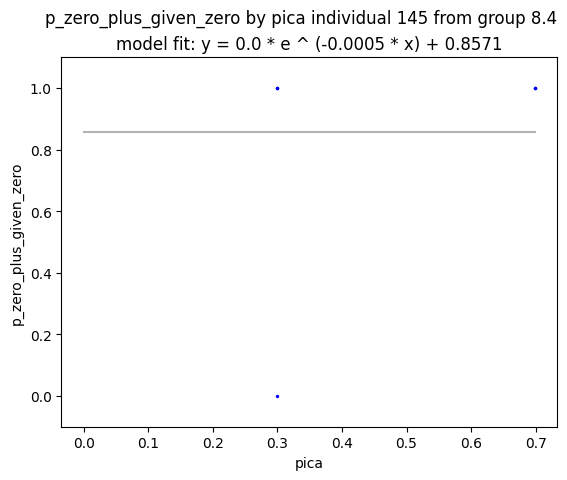 p_zero_plus_given_zero by pica individual 145 from group 8.4
model fit: y = 0.0 * e ^ (-0.0005 * x) + 0.8571
1.0
0.8
0.6
0.4
0.2
0.0
p_zero_plus_given_zero
0.0 0.1 0.2 0.3 0.4 0.5 0.6 0.7
pica